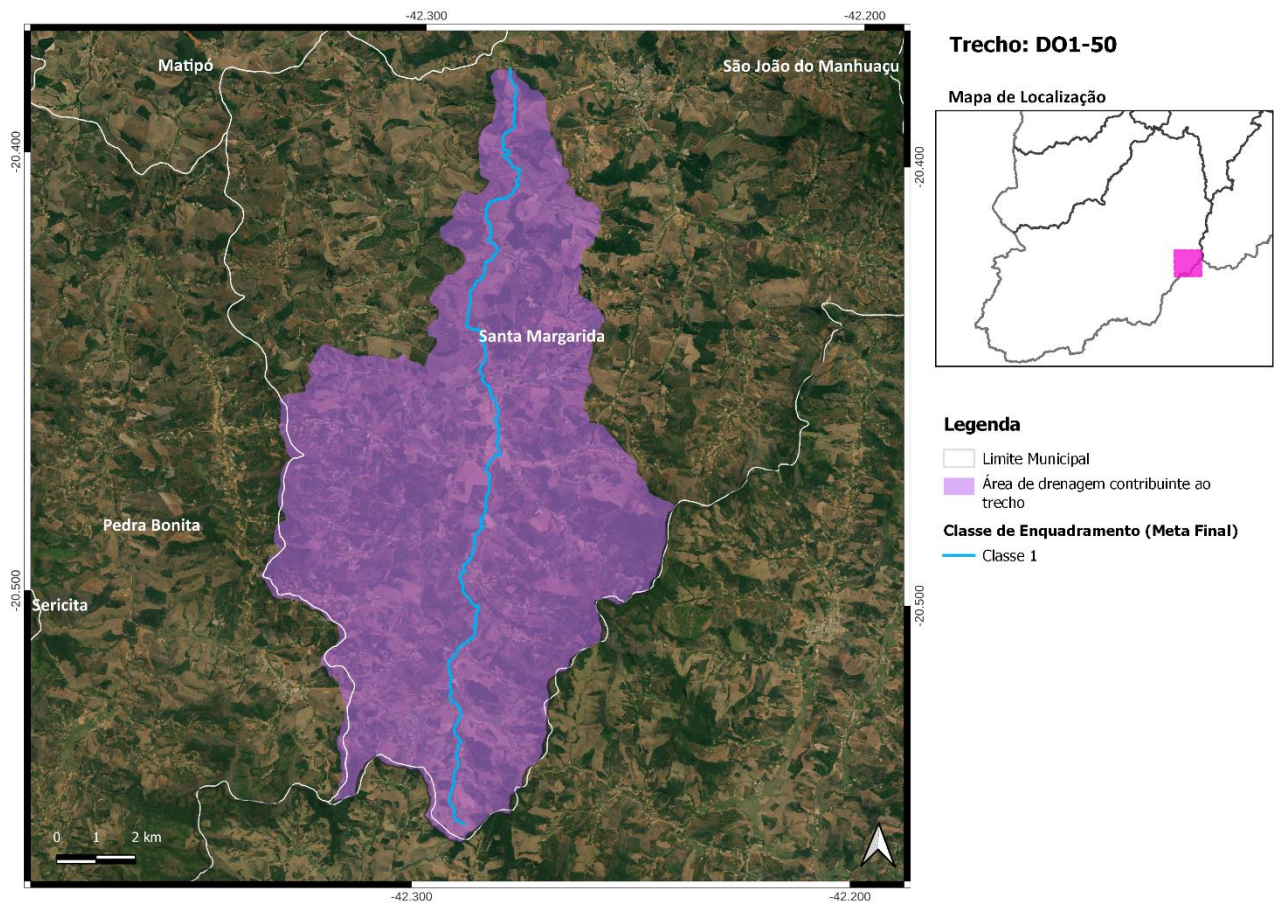 -42.300
-42.200
Trecho: DO1-50
Matipó
São João do Manhuaçu
Mapa de Localização
-20.400
-20.400
Santa Margarida
Legenda
Limite Municipal
Área de drenagem contribuinte ao
trecho
Pedra Bonita
Classe de Enquadramento (Meta Final)
Classe 1
-20.500
-20.500
Sericita
0 1 2 km
-42.300
-42.200